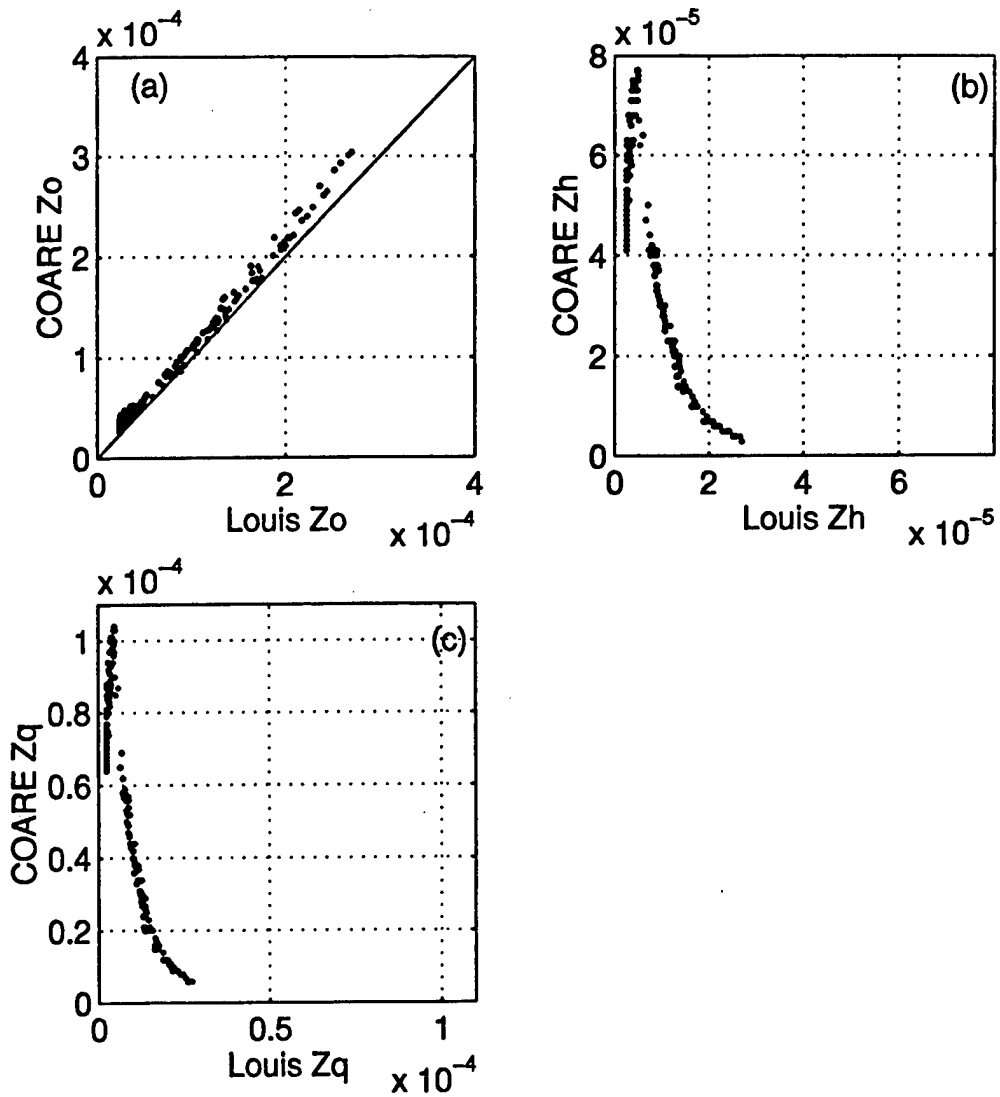 x 10⁻⁴
4
(a)
3
COARE Zo
2
1
0
0 2 4
Louis Zo
x 10⁻⁴
x 10⁻⁵
8
(b)
6
COARE Zh
4
2
0
0 2 4 6
Louis Zh
x 10⁻⁵
x 10⁻⁴
1
(c)
0.8
COARE Zq
0.6
0.4
0.2
0
0 0.5 1
Louis Zq
x 10⁻⁴